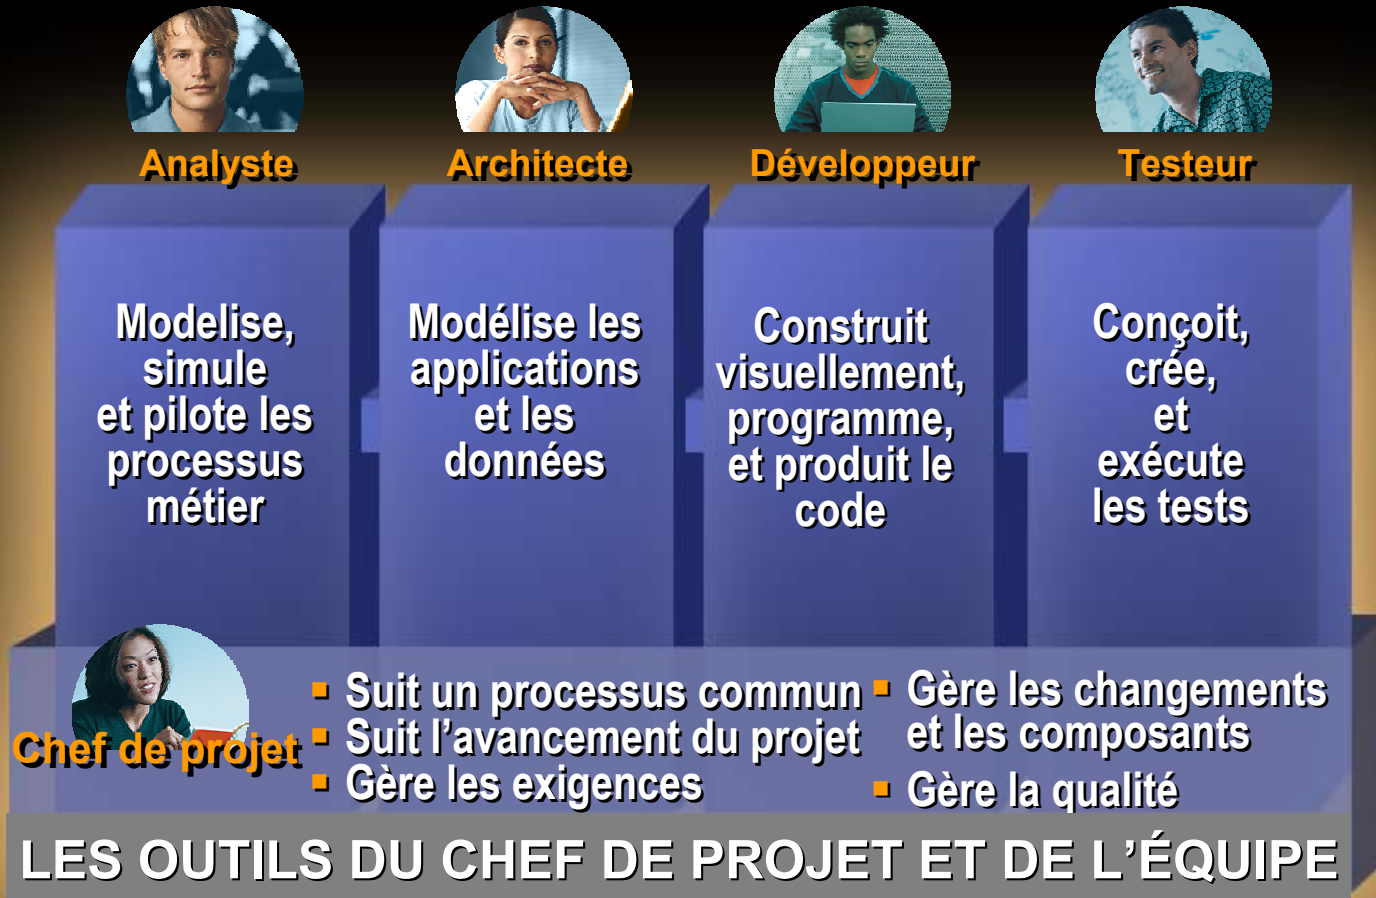 Analyste
Architecte
Développeur
Testeur
Modelise,
simule
et pilote les
processus
métier
Modélise les
applications
et les
données
Construit
visuellement,
programme,
et produit le
code
Conçoit,
crée,
et
exécute
les tests
Chef de projet
▪ Suit un processus commun
▪ Suit l’avancement du projet
▪ Gère les exigences
▪ Gère les changements
et les composants
▪ Gère la qualité
LES OUTILS DU CHEF DE PROJET ET DE L’ÉQUIPE